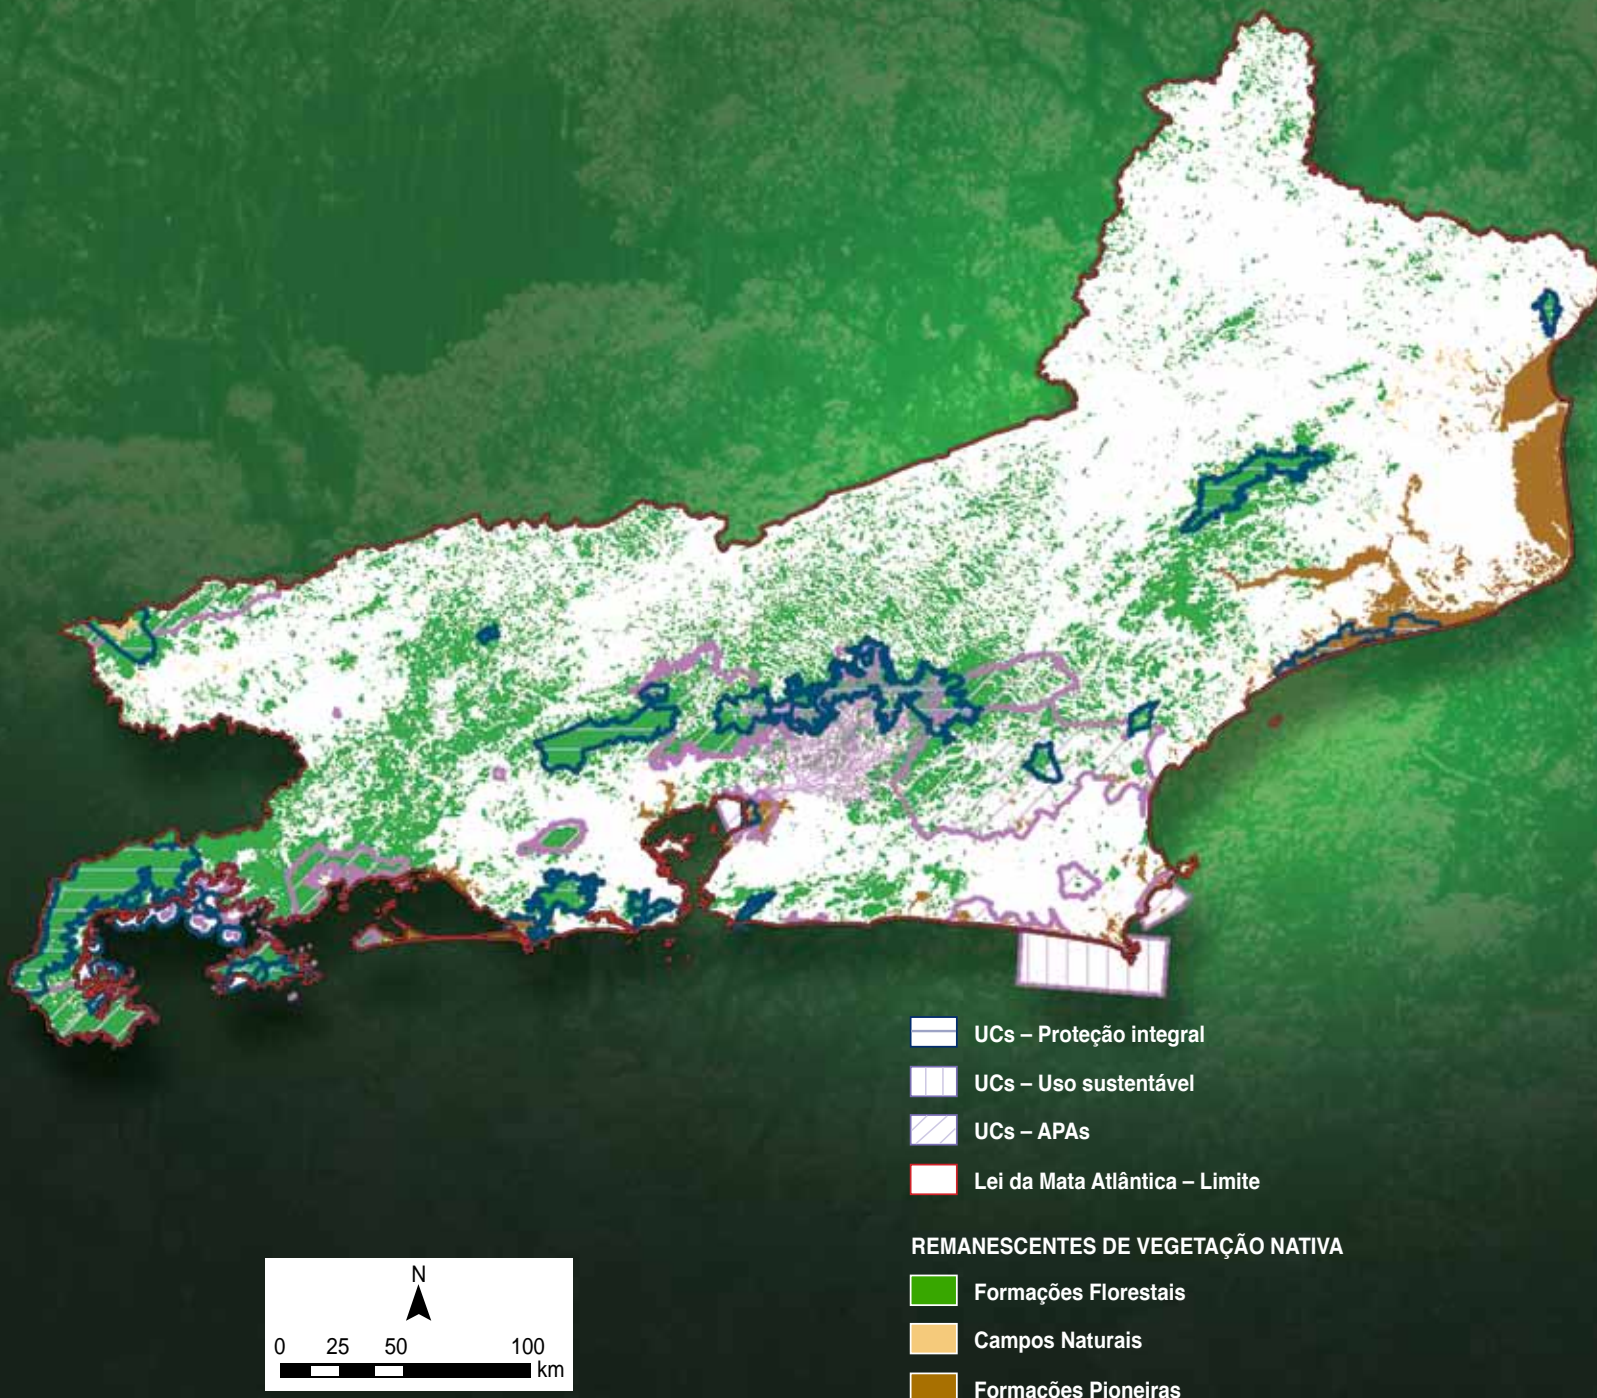 UCs – Proteção integral
UCs – Uso sustentável
UCs – APAs
Lei da Mata Atlântica – Limite
REMANESCENTES DE VEGETAÇÃO NATIVA
Formações Florestais
Campos Naturais
Formações Pioneiras
N
0 25 50 100
km